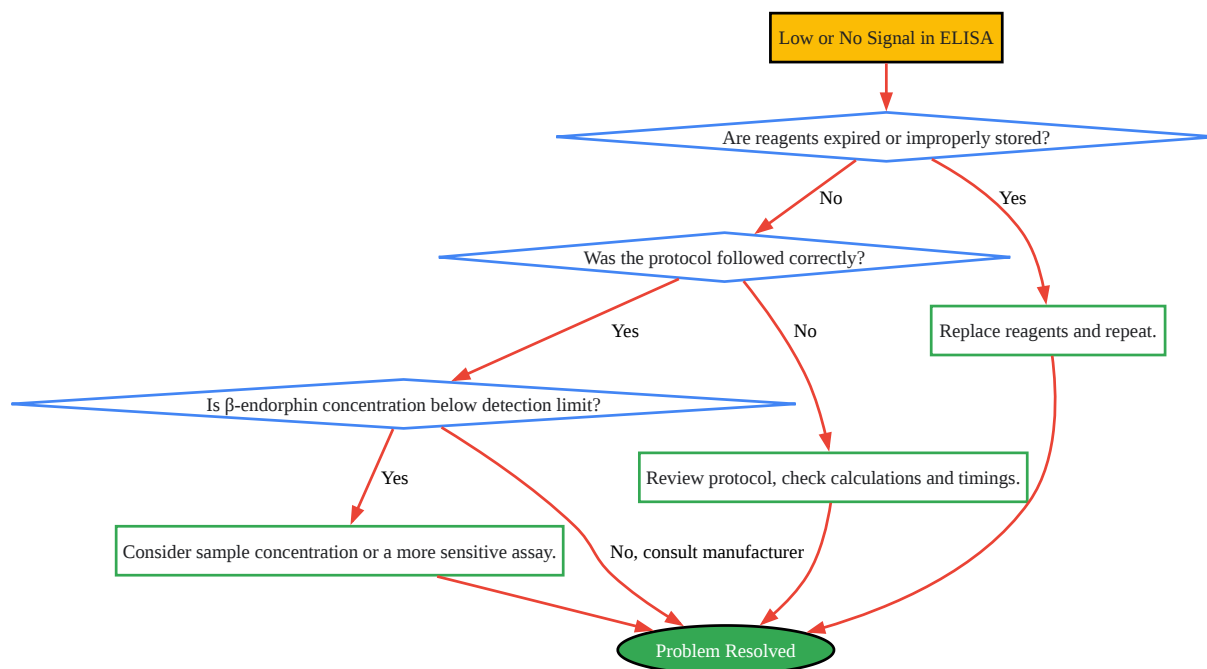 Low or No Signal in ELISA
Are reagents expired or improperly stored?
No
Yes
Was the protocol followed correctly?
Yes
No
Replace reagents and repeat.
Is β-endorphin concentration below detection limit?
Yes
Review protocol, check calculations and timings.
Consider sample concentration or a more sensitive assay.
No, consult manufacturer
Problem Resolved